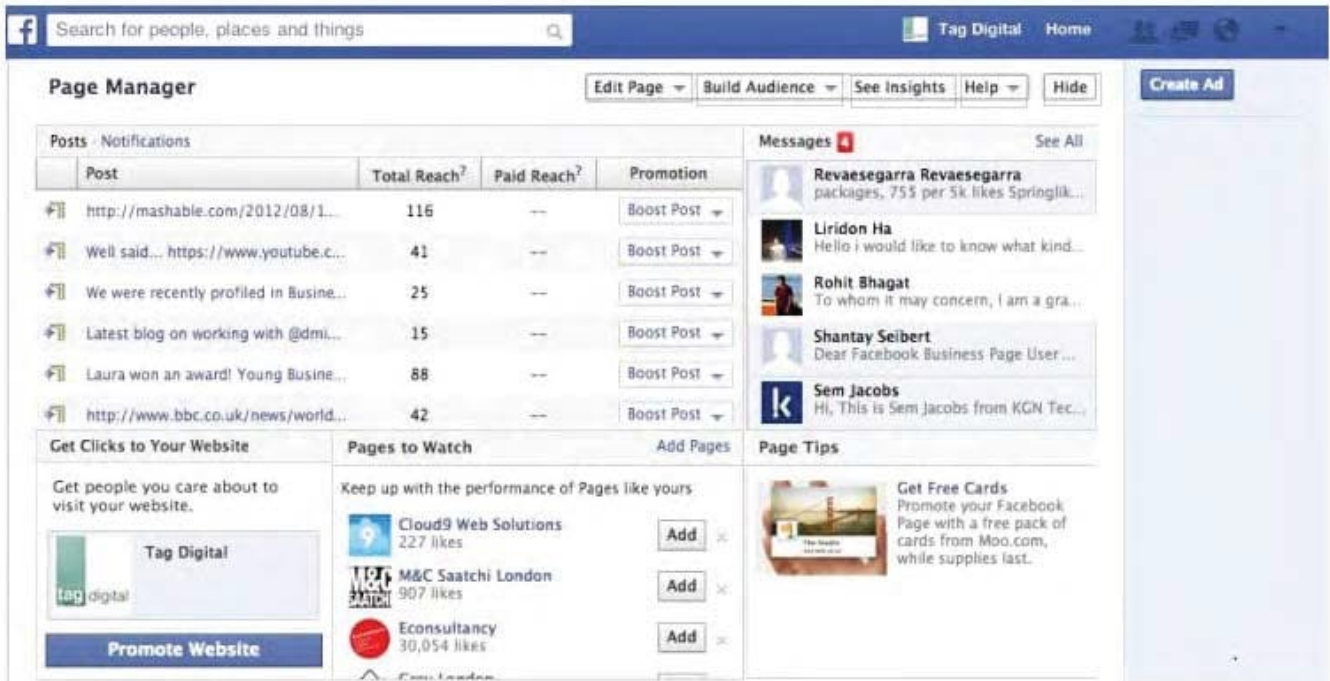 f Search for people, places and things Tag Digital Home
Page Manager Edit Page Build Audience See Insights Help Hide Create Ad
Posts · Notifications
Post Total Reach? Paid Reach? Promotion
http://mashable.com/2012/08/1... 116 -- Boost Post
Well said... https://www.youtube.c... 41 -- Boost Post
We were recently profiled in Busine... 25 -- Boost Post
Latest blog on working with @dmi... 15 -- Boost Post
Laura won an award! Young Busine... 88 -- Boost Post
http://www.bbc.co.uk/news/world... 42 -- Boost Post
Messages 4 See All
Revaesegarra Revaesegarra
packages, 75$ per 5k likes Springlik...
Liridon Ha
Hello i would like to know what kind...
Rohit Bhagat
To whom it may concern, I am a gra...
Shantay Seibert
Dear Facebook Business Page User ...
k
Sem Jacobs
Hi, This is Sem Jacobs from KGN Tec...
Get Clicks to Your Website
Get people you care about to
visit your website.
Tag Digital
tag digital
Promote Website
Pages to Watch Add Pages
Keep up with the performance of Pages like yours
9
Cloud9 Web Solutions Add ×
227 likes
M&C
SAATCHI
M&C Saatchi London Add ×
907 likes
Econsultancy Add ×
30,054 likes
Page Tips
Get Free Cards
Promote your Facebook
Page with a free pack of
cards from Moo.com,
while supplies last.